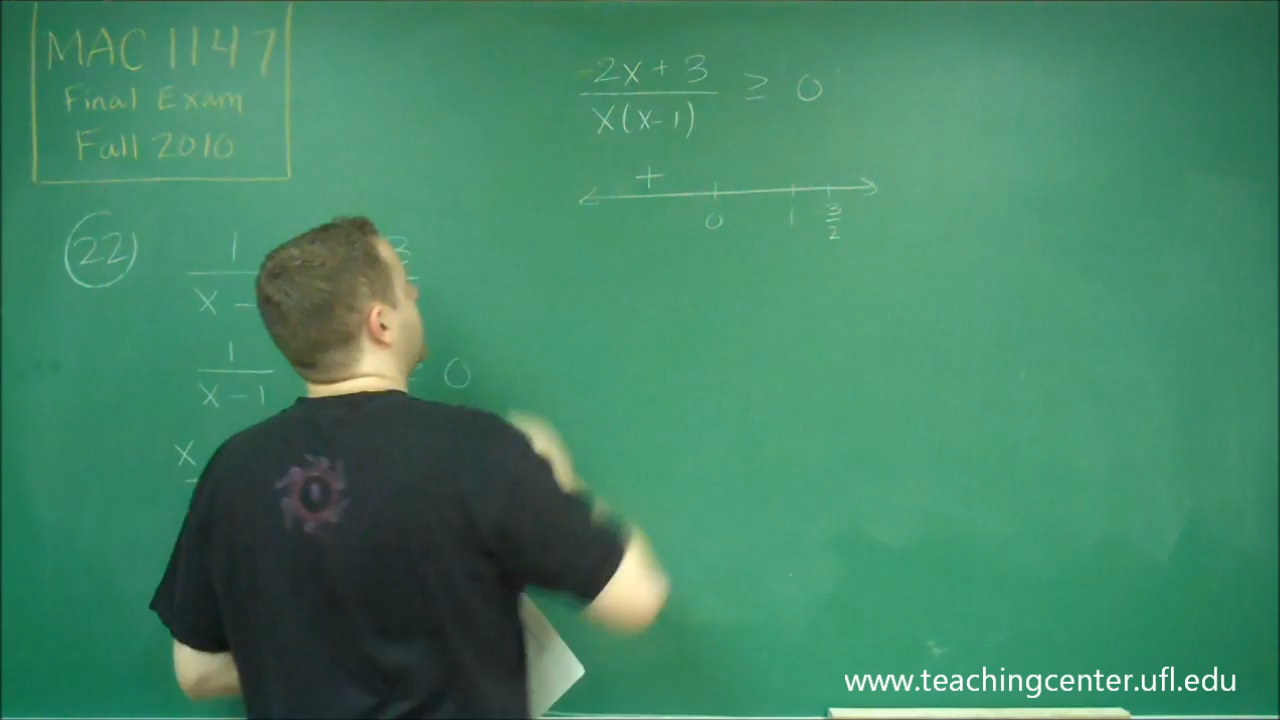 MAC 1147
Final Exam
Fall 2010
22
1
x -
1
x - 1
0
x
-2x + 3
x(x-1)
≥ 0
+
0 1 3/2
www.teachingcenter.ufl.edu